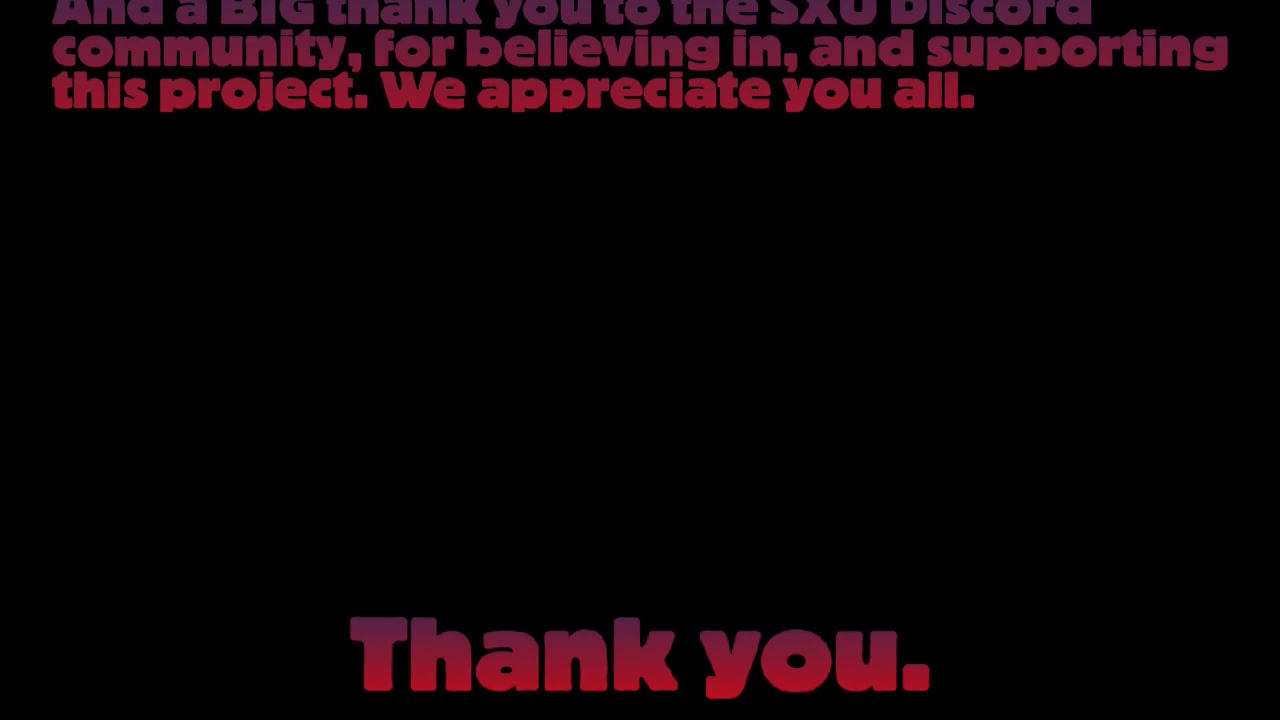 And a BIG thank you to the SXU Discord
community, for believing in, and supporting
this project. We appreciate you all.
Thank you.